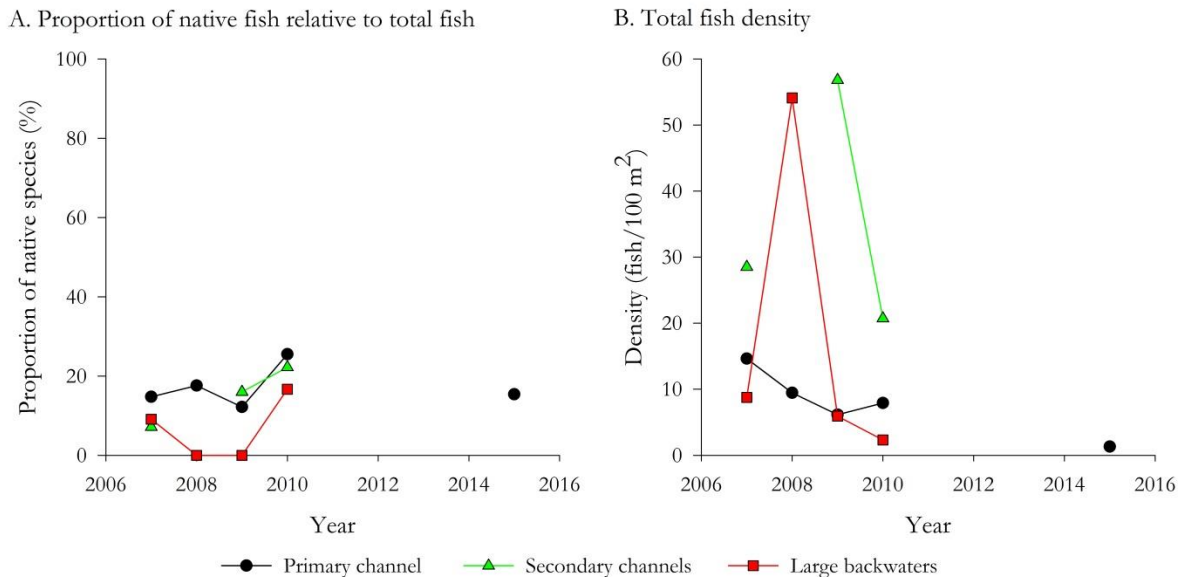 A. Proportion of native fish relative to total fish
Proportion of native species (%)
100
80
60
40
20
0
2006 2008 2010 2012 2014 2016
Year
B. Total fish density
Density (fish/100 m²)
60
50
40
30
20
10
0
2006 2008 2010 2012 2014 2016
Year
Primary channel Secondary channels Large backwaters